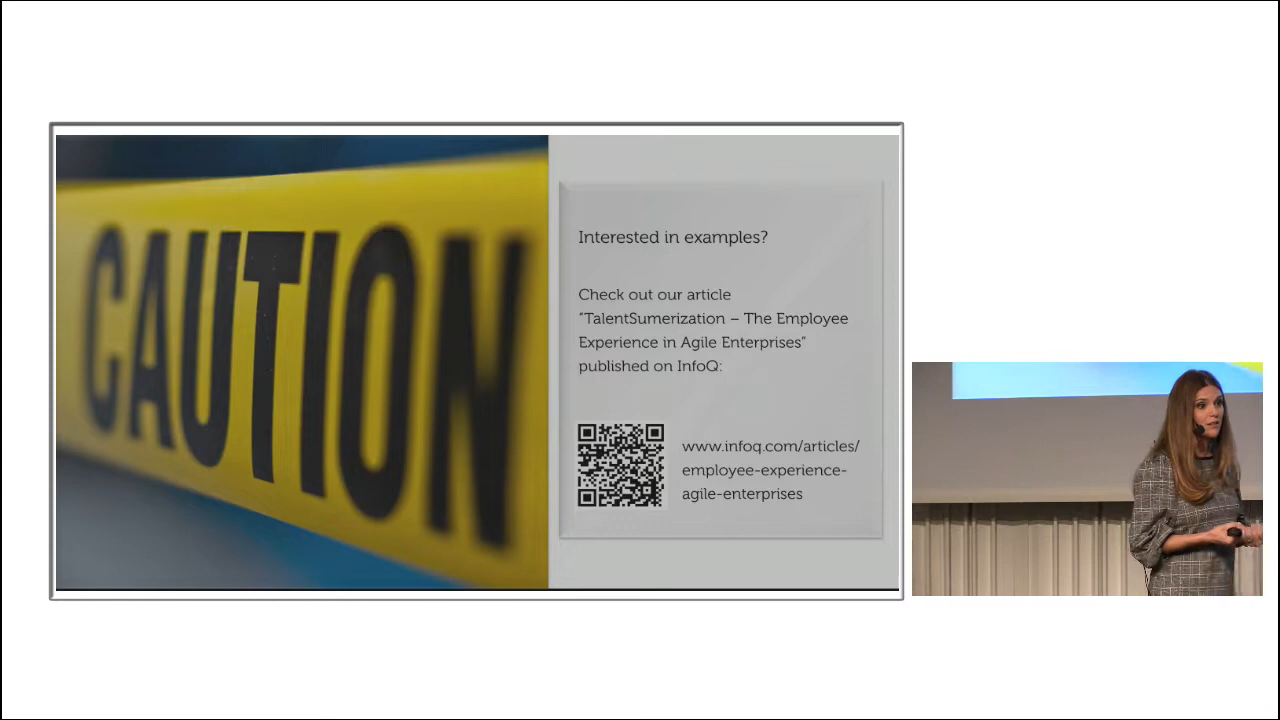 CAUTION
Interested in examples?
Check out our article
“TalentSumerization – The Employee
Experience in Agile Enterprises”
published on InfoQ:
www.infoq.com/articles/
employee-experience-
agile-enterprises